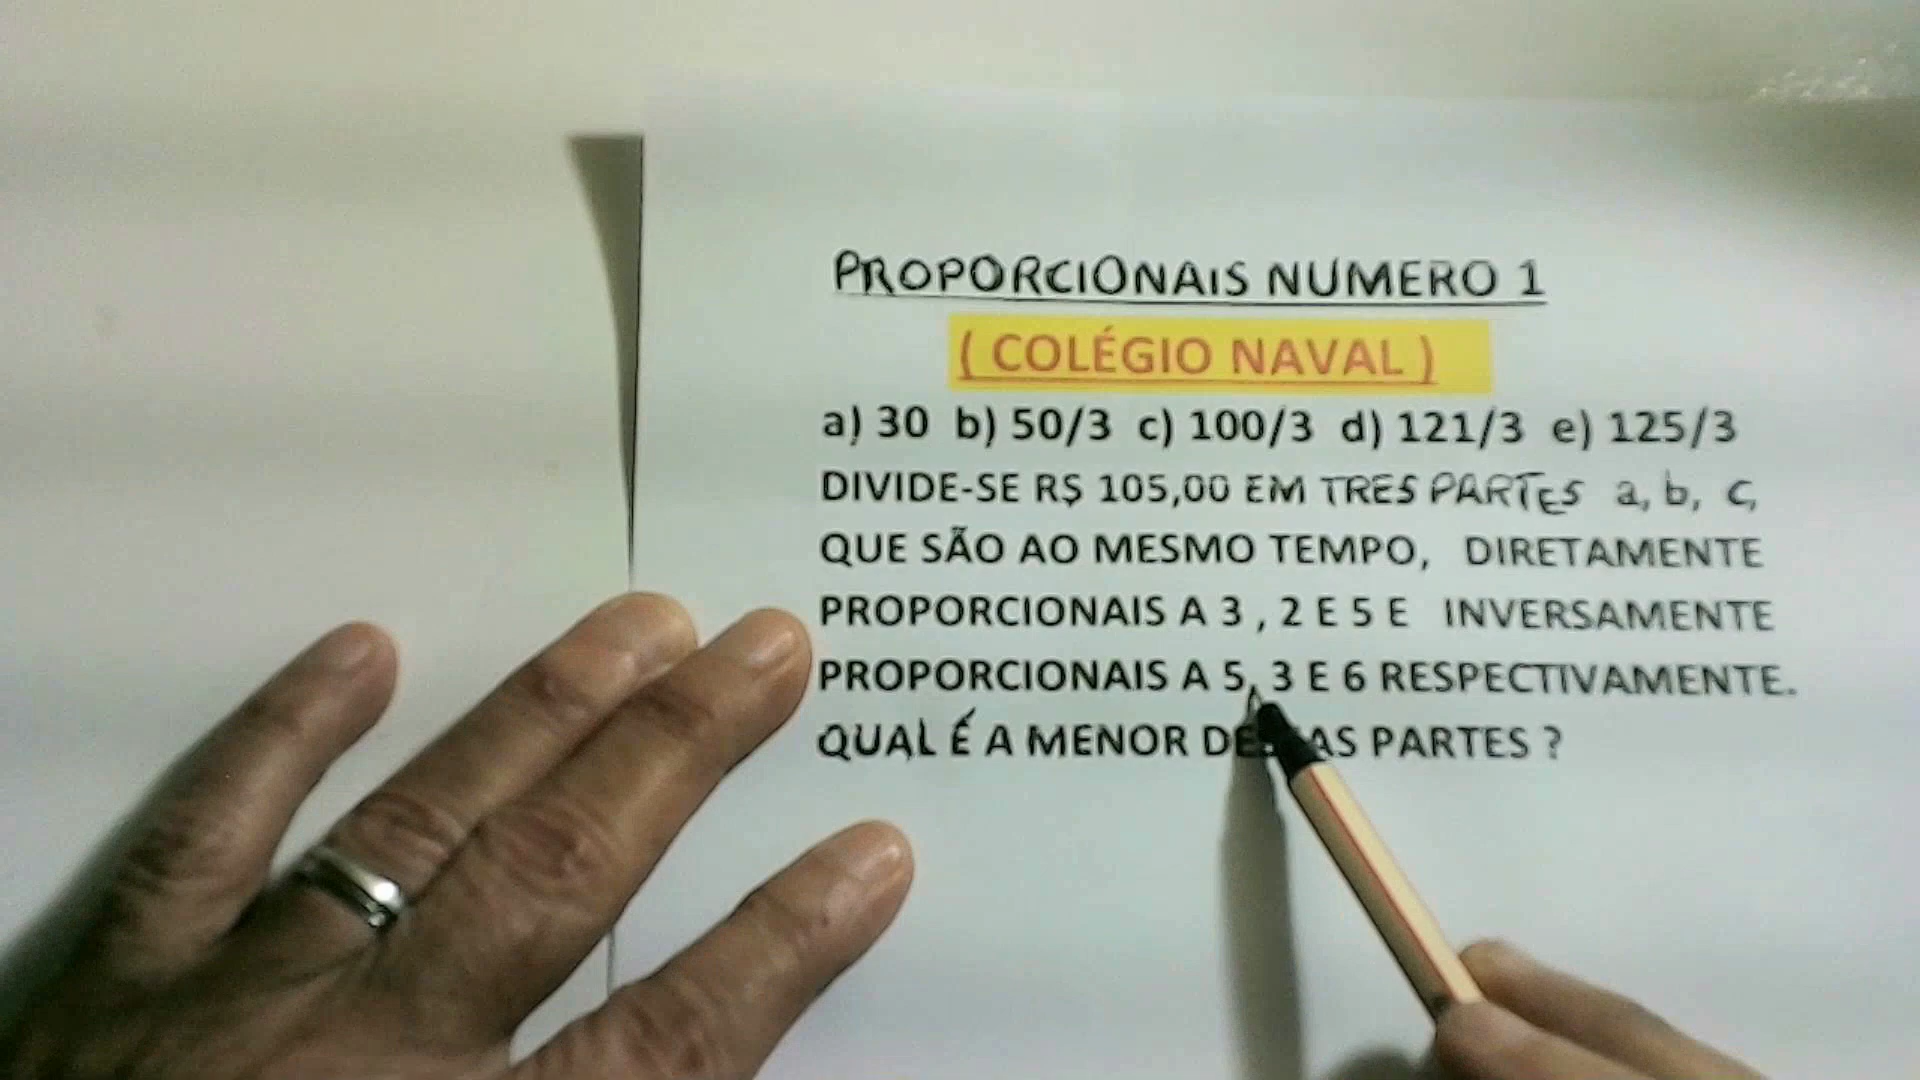 PROPORCIONAIS NUMERO 1
( COLÉGIO NAVAL )
a) 30 b) 50/3 c) 100/3 d) 121/3 e) 125/3
DIVIDE-SE R$ 105,00 EM TRES PARTES a, b, c,
QUE SÃO AO MESMO TEMPO, DIRETAMENTE
PROPORCIONAIS A 3 , 2 E 5 E INVERSAMENTE
PROPORCIONAIS A 5, 3 E 6 RESPECTIVAMENTE.
QUAL É A MENOR PARTES ?